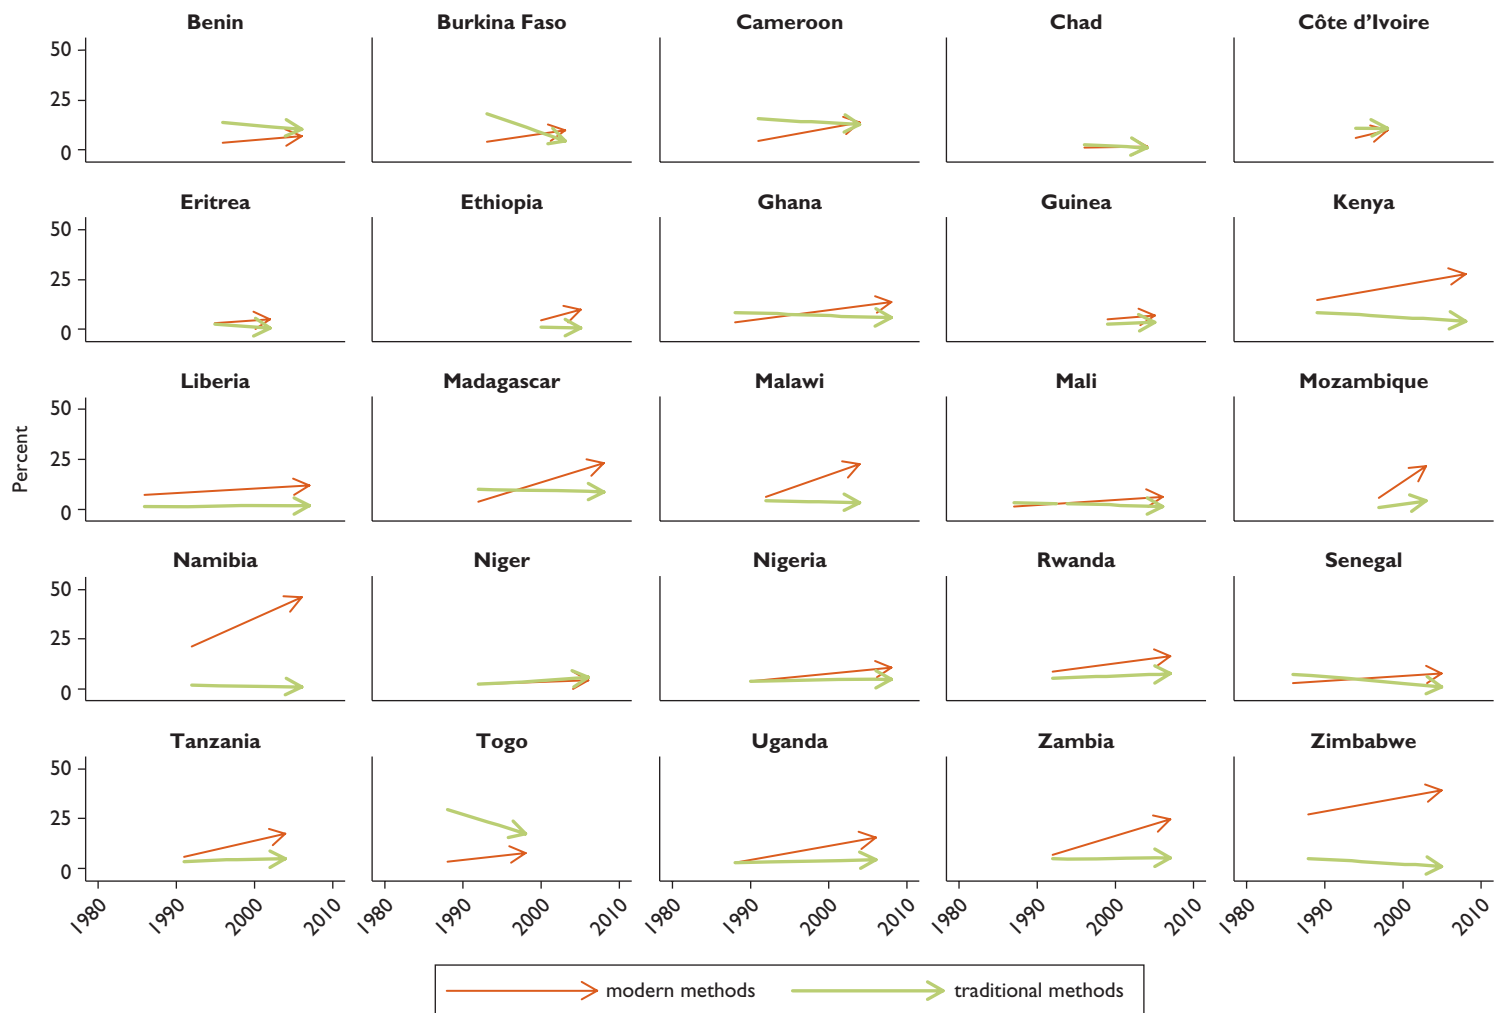 Benin Burkina Faso Cameroon Chad Côte d’Ivoire
50
25
0
Eritrea Ethiopia Ghana Guinea Kenya
50
25
0
Liberia Madagascar Malawi Mali Mozambique
50
25
0
Percent
Namibia Niger Nigeria Rwanda Senegal
50
25
0
Tanzania Togo Uganda Zambia Zimbabwe
50
25
0
1980 1990 2000 2010 1980 1990 2000 2010 1980 1990 2000 2010 1980 1990 2000 2010 1980 1990 2000 2010
modern methods traditional methods